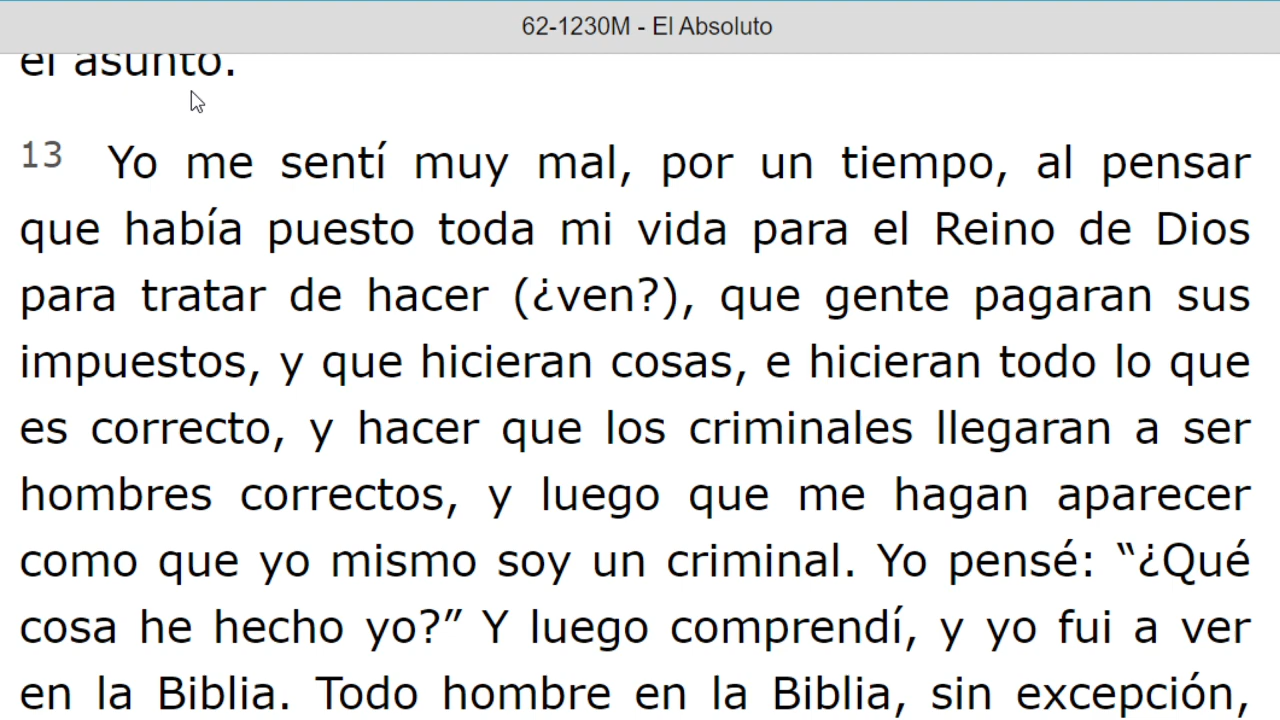 62-1230M - El Absoluto
el asunto.
13 Yo me sentí muy mal, por un tiempo, al pensar
que había puesto toda mi vida para el Reino de Dios
para tratar de hacer (¿ven?), que gente pagaran sus
impuestos, y que hicieran cosas, e hicieran todo lo que
es correcto, y hacer que los criminales llegaran a ser
hombres correctos, y luego que me hagan aparecer
como que yo mismo soy un criminal. Yo pensé: “¿Qué
cosa he hecho yo?” Y luego comprendí, y yo fui a ver
en la Biblia. Todo hombre en la Biblia, sin excepción,